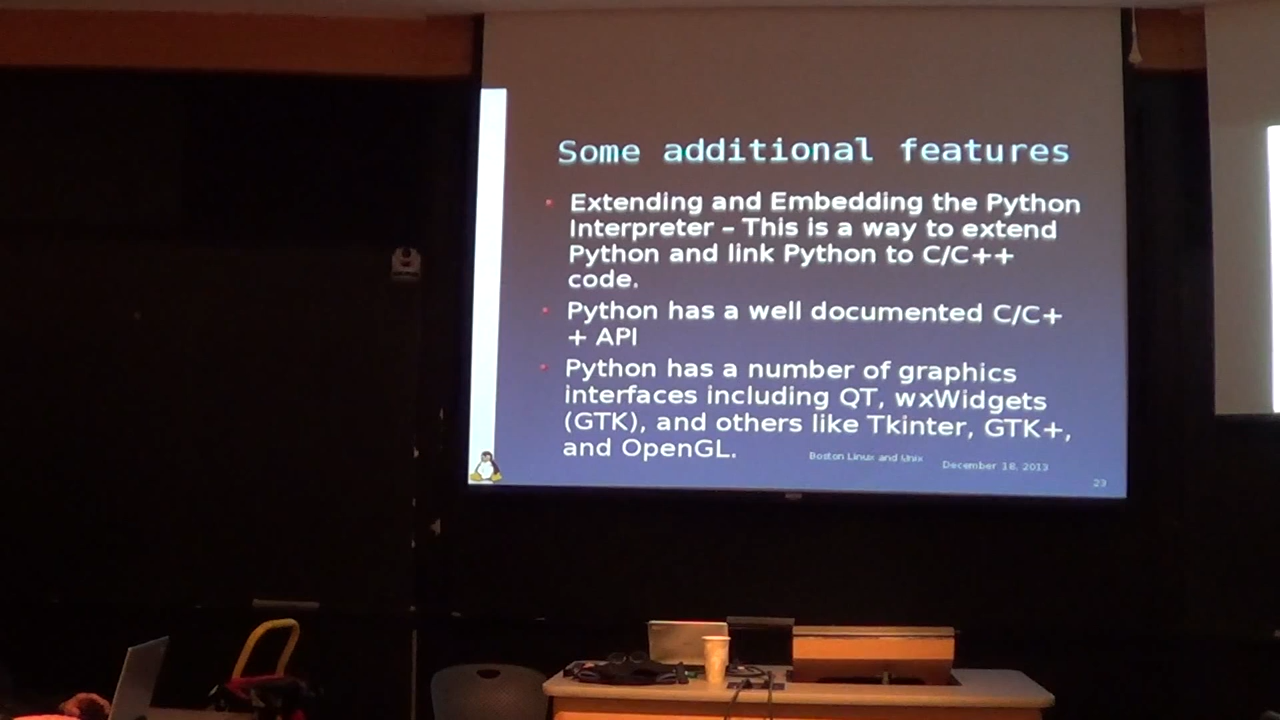 Some additional features
Extending and Embedding the Python
Interpreter – This is a way to extend
Python and link Python to C/C++
code.
Python has a well documented C/C+
+ API
Python has a number of graphics
interfaces including QT, wxWidgets
(GTK), and others like Tkinter, GTK+,
and OpenGL.
Boston Linux and Unix
December 18, 2013
23